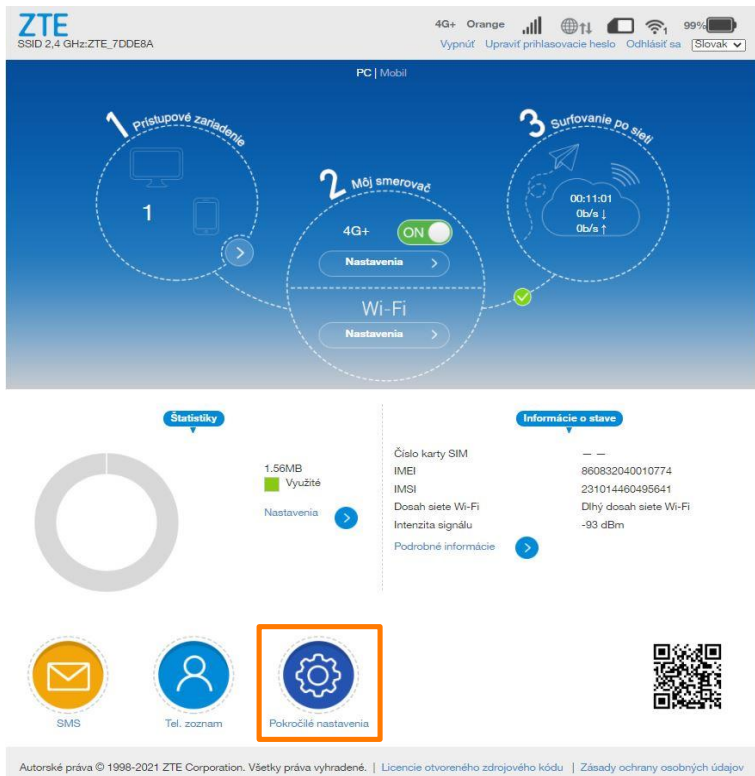 ZTE
4G+ Orange 1 99%
SSID 2,4 GHz:ZTE_7DDE8A
Vypnúť Upraviť prihlasovacie heslo Odhlásiť sa Slovak
PC | Mobil
1 Prístupové zariadenie
1
2 Môj smerovač
4G+ ON
Nastavenia
Wi-Fi
Nastavenia
3 Surfovanie po sieti
00:11:01
0b/s ↓
0b/s ↑
Štatistiky
1.56MB
Využité
Nastavenia
Informácie o stave
Číslo karty SIM — —
IMEI 860832040010774
IMSI 231014460495641
Dosah siete Wi-Fi Dlhý dosah siete Wi-Fi
Intenzita signálu -93 dBm
Podrobné informácie
SMS
Tel. zoznam
Pokročilé nastavenia
Autorské práva © 1998-2021 ZTE Corporation. Všetky práva vyhradené. | Licencie otvoreného zdrojového kódu | Zásady ochrany osobných údajov